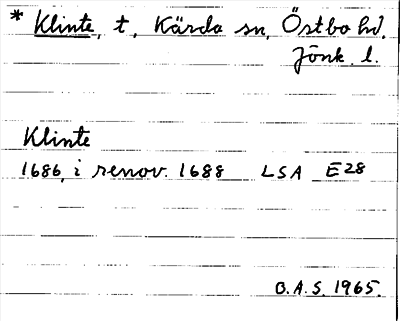 * Klinte, t, Kärda sn, Östbo hd.
Jönk. l.
Klinte
1686, i renov. 1688 LSA E28
B.A.S. 1965.